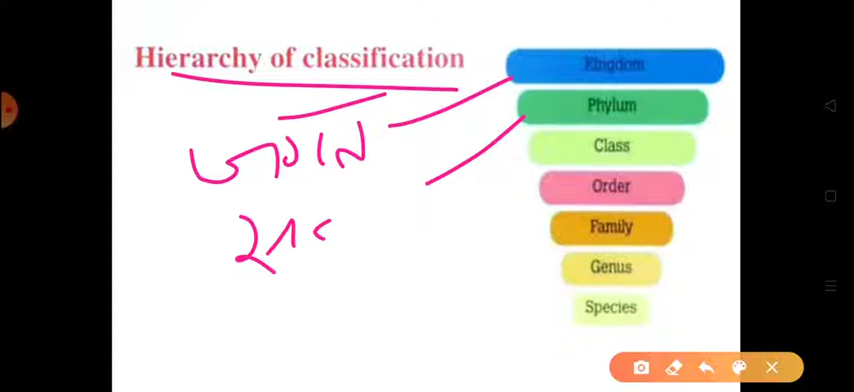 Hierarchy of classification
Kingdom
Phylum
Class
Order
Family
Genus
Species